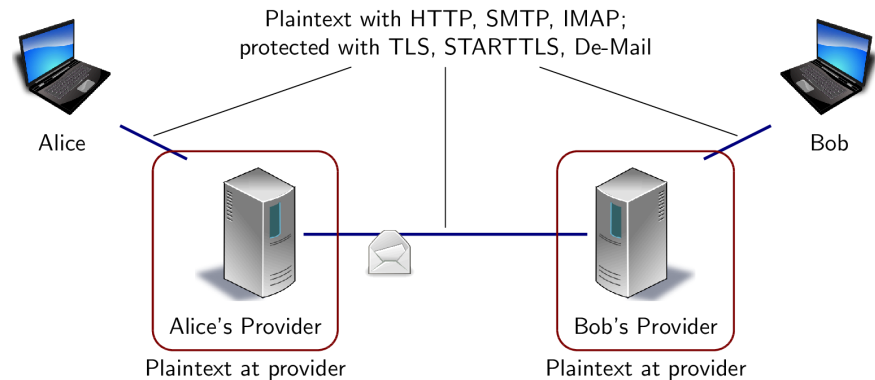 Plaintext with HTTP, SMTP, IMAP;
protected with TLS, STARTTLS, De-Mail
Alice
Bob
Alice's Provider
Bob's Provider
Plaintext at provider
Plaintext at provider